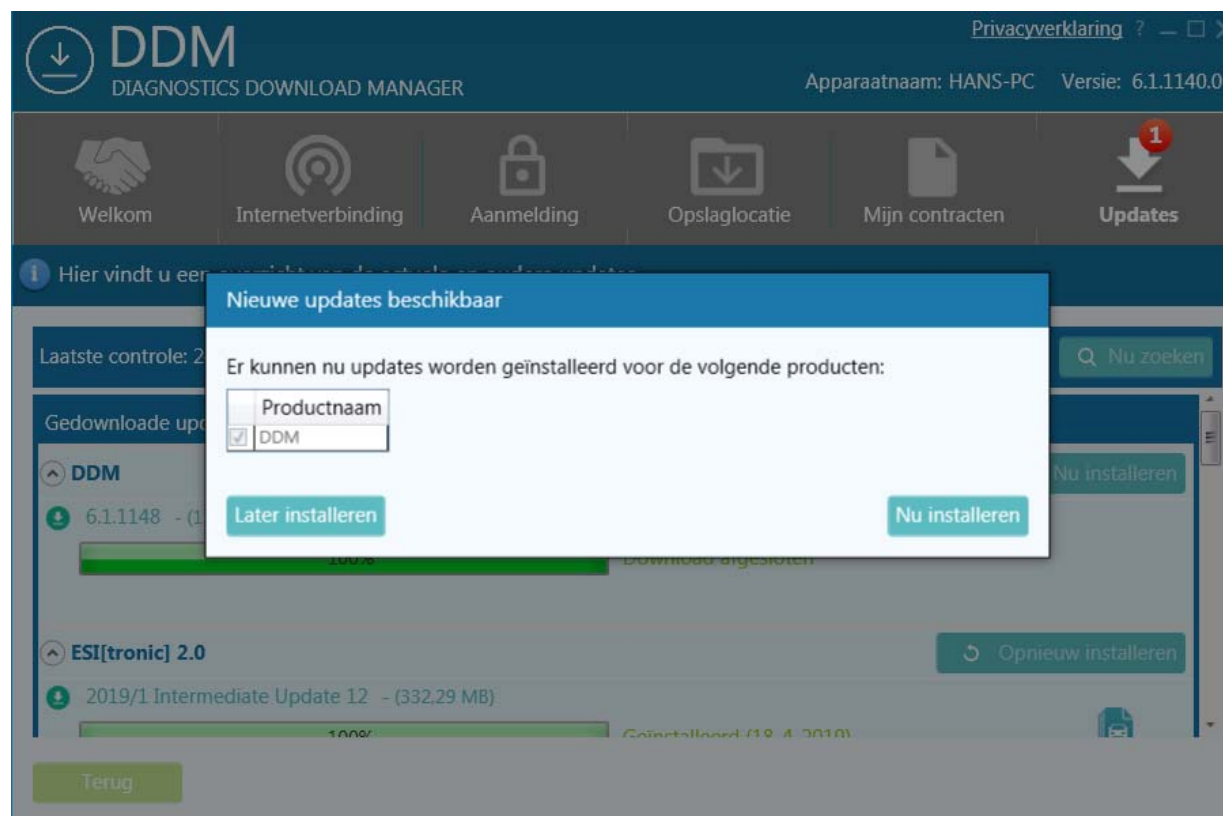 DDM
DIAGNOSTICS DOWNLOAD MANAGER
Privacyverklaring ?
Apparaatnaam: HANS-PC Versie: 6.1.1140.0
Welkom
Internetverbinding
Aanmelding
Opslaglocatie
Mijn contracten
1
Updates
Hier vindt u een
Nieuwe updates beschikbaar
Er kunnen nu updates worden geïnstalleerd voor de volgende producten:
Productnaam
DDM
Later installeren
Nu installeren
Laatste controle: 2
Nu zoeken
Gedownloade
DDM
Nu installeren
6.1.1148 - (1
100%
Download afgesloten
ESI[tronic] 2.0
Opnieuw installeren
2019/1 Intermediate Update 12 - (332,29 MB)
100%
Geïnstalleerd (18-4-2019)
Terug